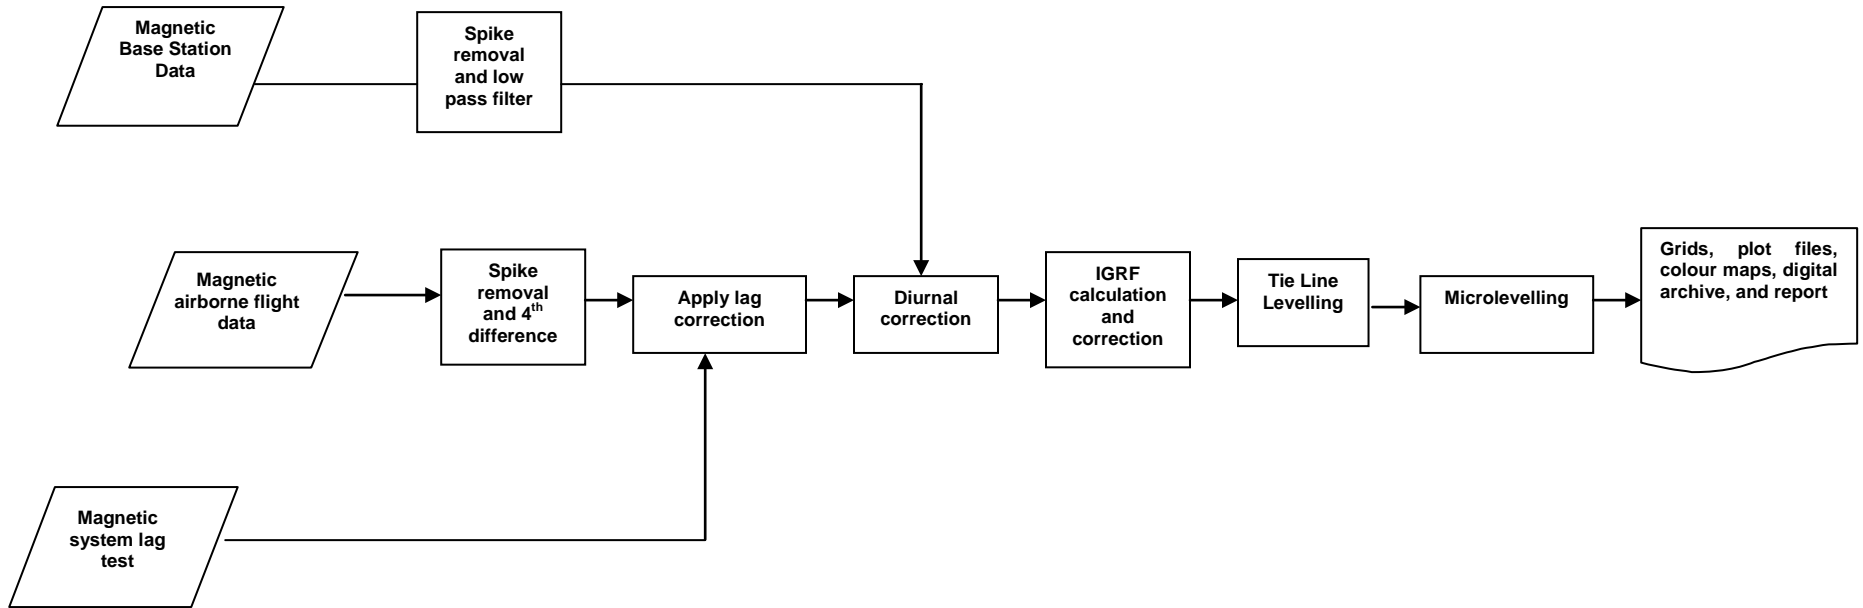 Magnetic
Base Station
Data
Spike
removal
and low
pass filter
Magnetic
airborne flight
data
Spike
removal
and 4th
difference
Apply lag
correction
Diurnal
correction
IGRF
calculation
and
correction
Tie Line
Levelling
Microlevelling
Grids, plot files,
colour maps, digital
archive, and report
Magnetic
system lag
test